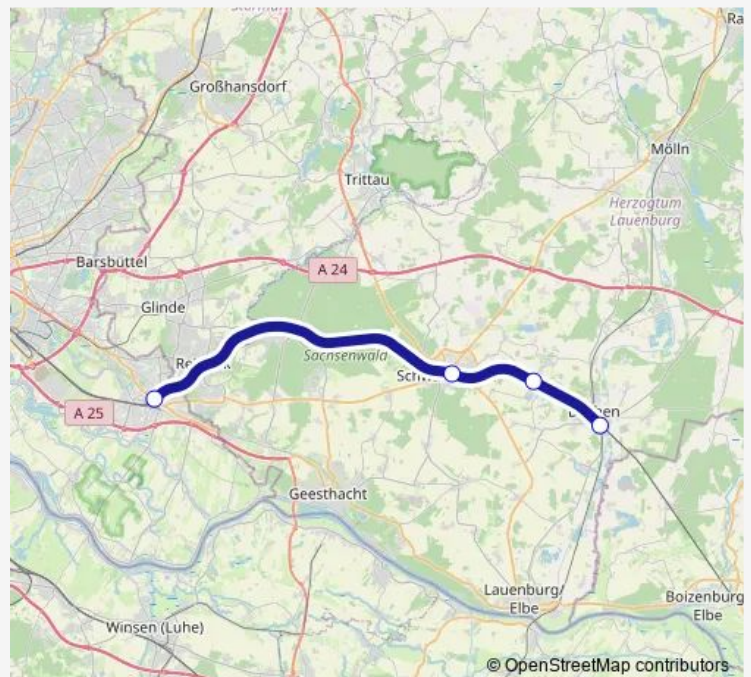 Großhansdorf
Mölln
Trittau
Herzogtum
Lauenburg
Barsbüttel
A 24
Glinde
Sachsenwald
A 25
Geesthacht
Lauenburg/
Elbe
Boizenburg
Elbe
Winsen (Luhe)
© OpenStreetMap contributors